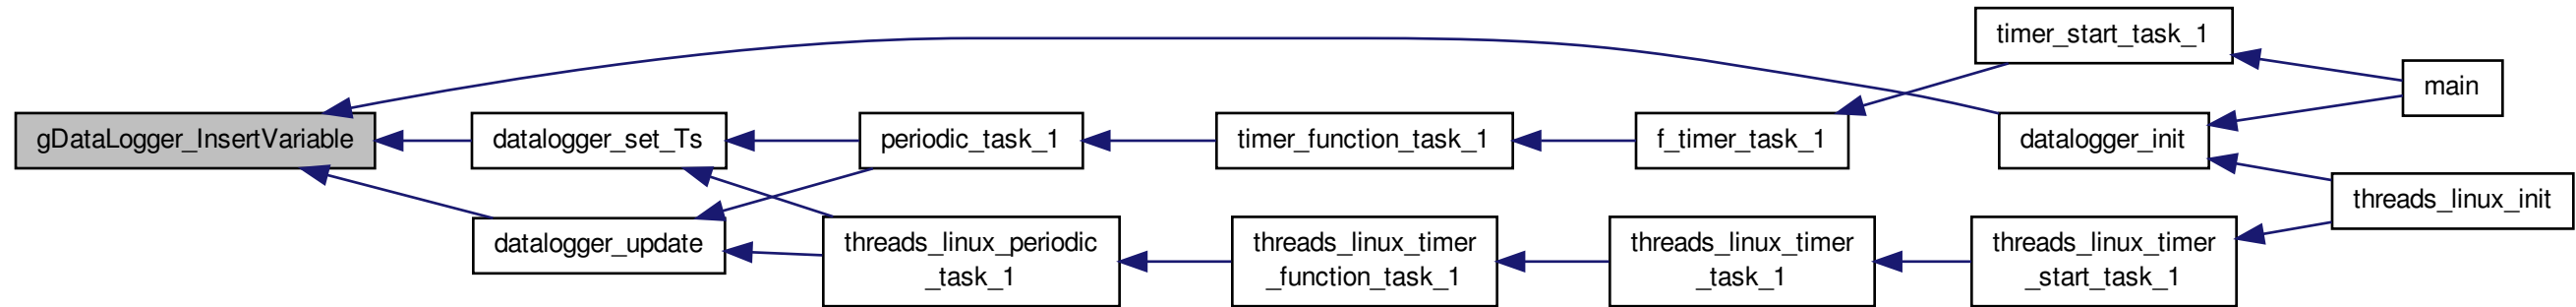 gDataLogger_InsertVariable
datalogger_set_Ts
datalogger_update
periodic_task_1
threads_linux_periodic
_task_1
timer_function_task_1
threads_linux_timer
_function_task_1
f_timer_task_1
threads_linux_timer
_task_1
timer_start_task_1
datalogger_init
threads_linux_timer
_start_task_1
main
threads_linux_init